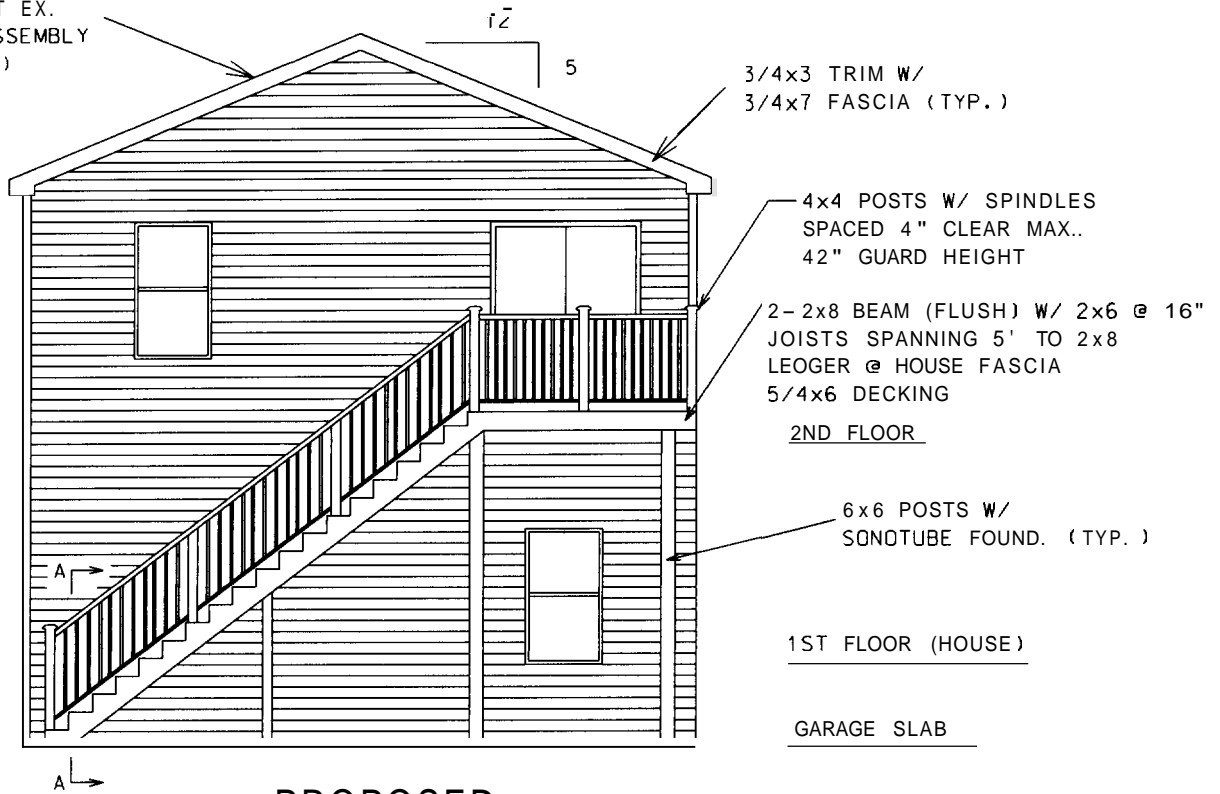 T EX.
SSEMBLY
)
12
5
3/4x3 TRIM W/
3/4x7 FASCIA (TYP.)
4x4 POSTS W/ SPINDLES
SPACED 4" CLEAR MAX..
42" GUARD HEIGHT
2-2x8 BEAM (FLUSH) W/ 2x6 @ 16"
JOISTS SPANNING 5' TO 2x8
LEOGER @ HOUSE FASCIA
5/4x6 DECKING
2ND FLOOR
6x6 POSTS W/
SONOTUBE FOUND. (TYP. )
A
1ST FLOOR (HOUSE)
GARAGE SLAB
A
PROPOSED